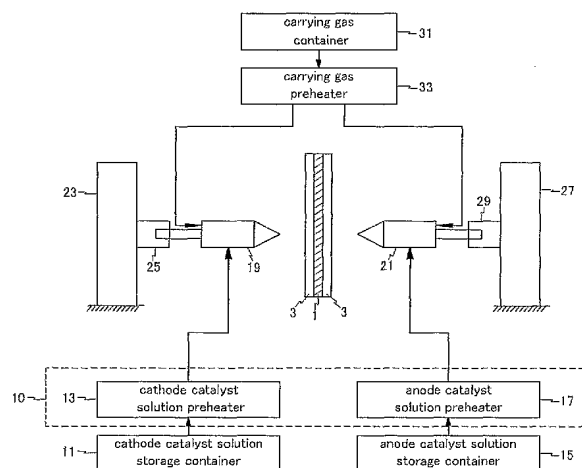 carrying gas
container
31
carrying gas
preheater
33
23
27
29
25
19
21
3
1
3
10
13
cathode catalyst
solution preheater
anode catalyst
solution preheater
17
11
cathode catalyst solution
storage container
anode catalyst solution
storage container
15